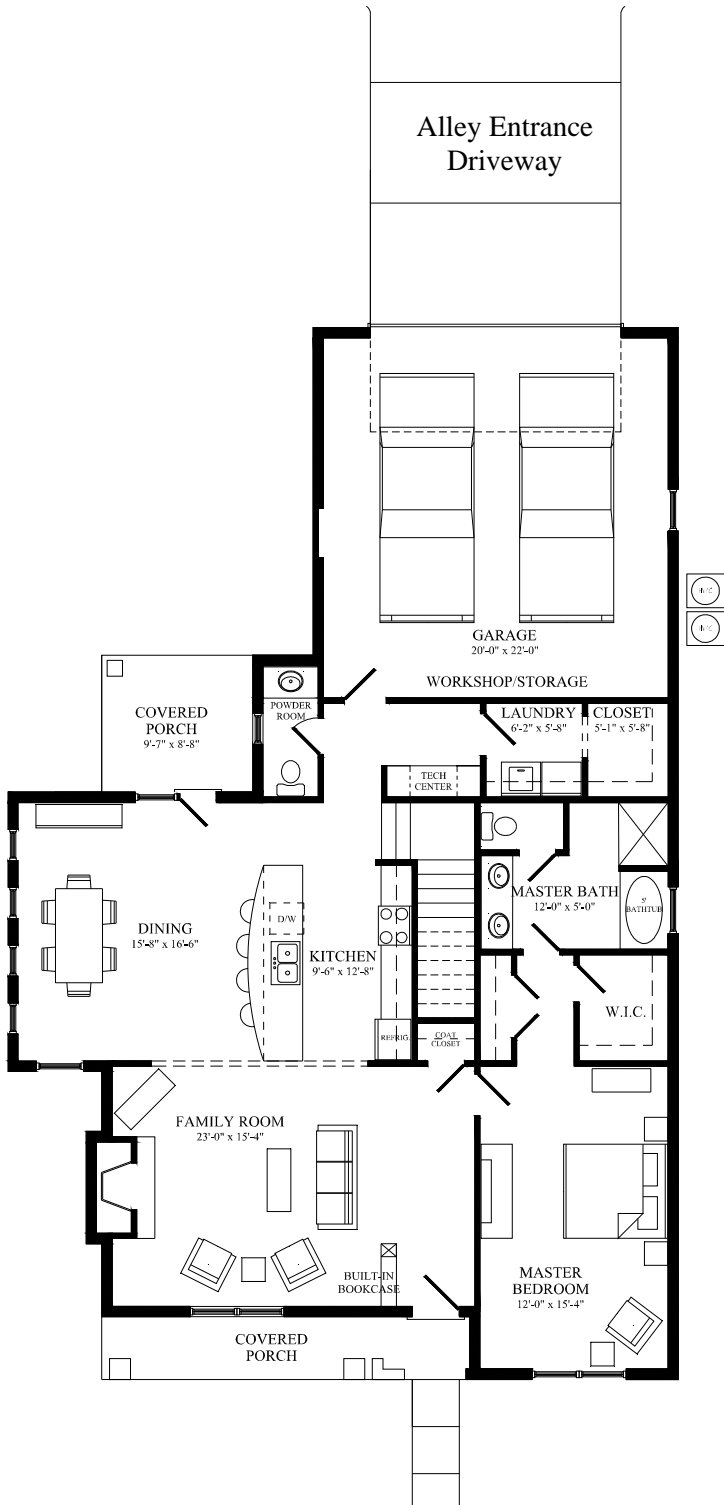 Alley Entrance
Driveway
GARAGE
20'-0" x 22'-0"
WORKSHOP/STORAGE
POWDER
ROOM
LAUNDRY
6'-2" x 5'-8"
CLOSET
5'-1" x 5'-8"
COVERED
PORCH
9'-7" x 8'-8"
TECH
CENTER
MASTER BATH
12'-0" x 5'-0"
5'
BATHTUB
D/W
DINING
15'-8" x 16'-6"
KITCHEN
9'-6" x 12'-8"
W.I.C.
REFRIG.
COAT
CLOSET
FAMILY ROOM
23'-0" x 15'-4"
BUILT-IN
BOOKCASE
MASTER
BEDROOM
12'-0" x 15'-4"
COVERED
PORCH